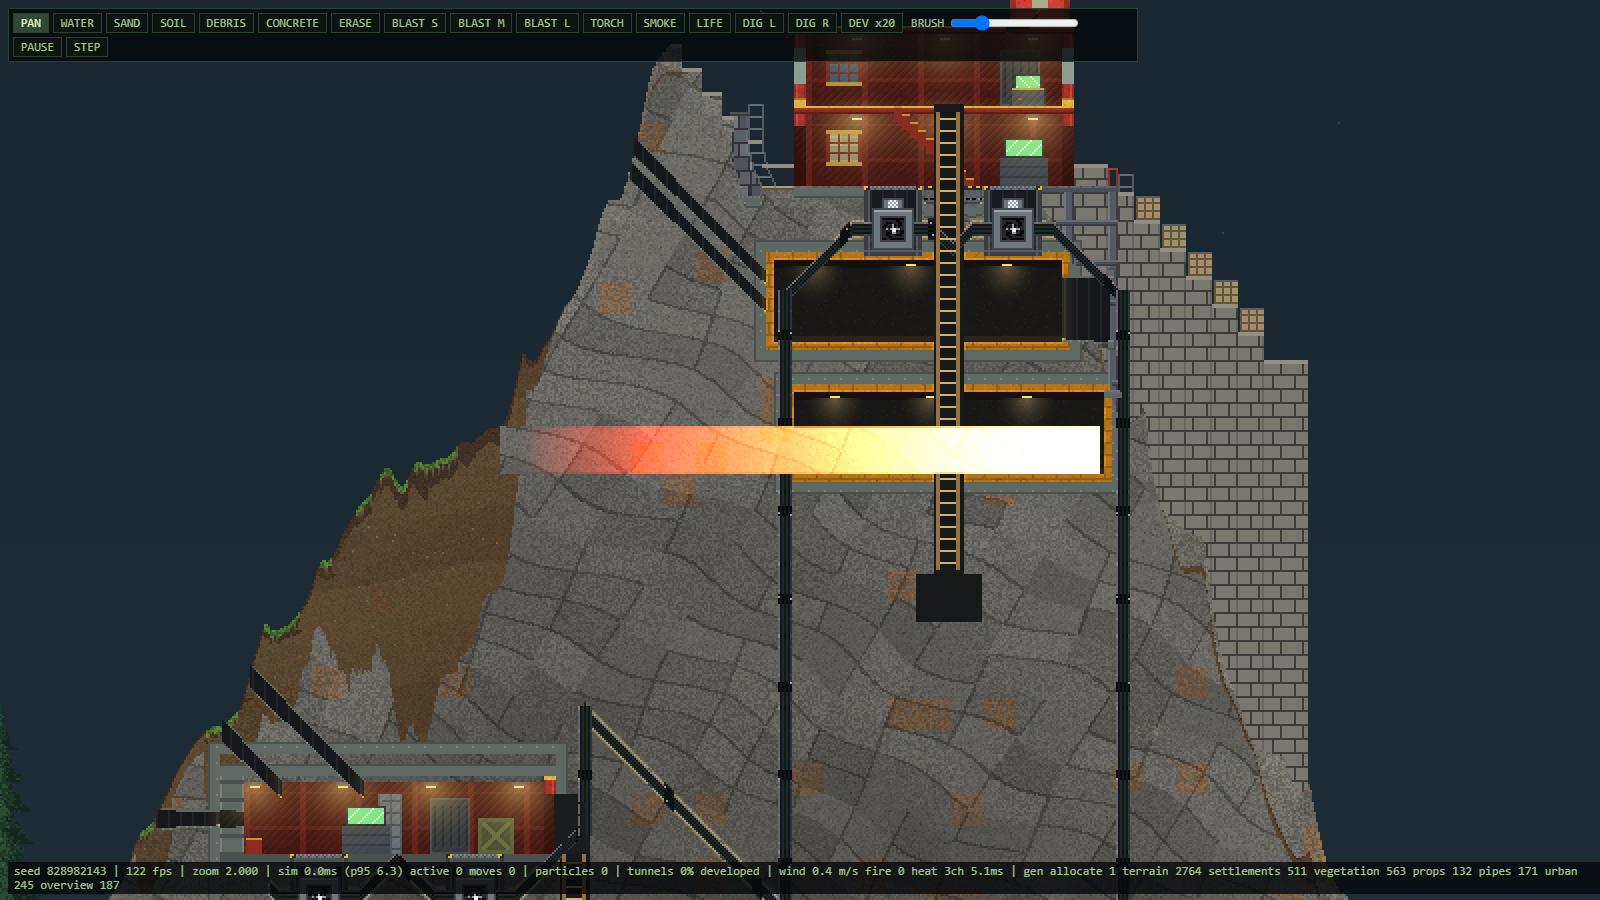 PAN WATER SAND SOIL DEBRIS CONCRETE ERASE BLAST S BLAST M BLAST L TORCH SMOKE LIFE DIG L DIG R DEV x20 BRUSH
PAUSE STEP
seed 828982143 | 122 fps | zoom 2.000 | sim 0.0ms (p95 6.3) active 0 moves 0 | particles 0 | tunnels 0% developed | wind 0.4 m/s fire 0 heat 3ch 5.1ms | gen allocate 1 terrain 2764 settlements 511 vegetation 563 props 132 pipes 171 urban
245 overview 187